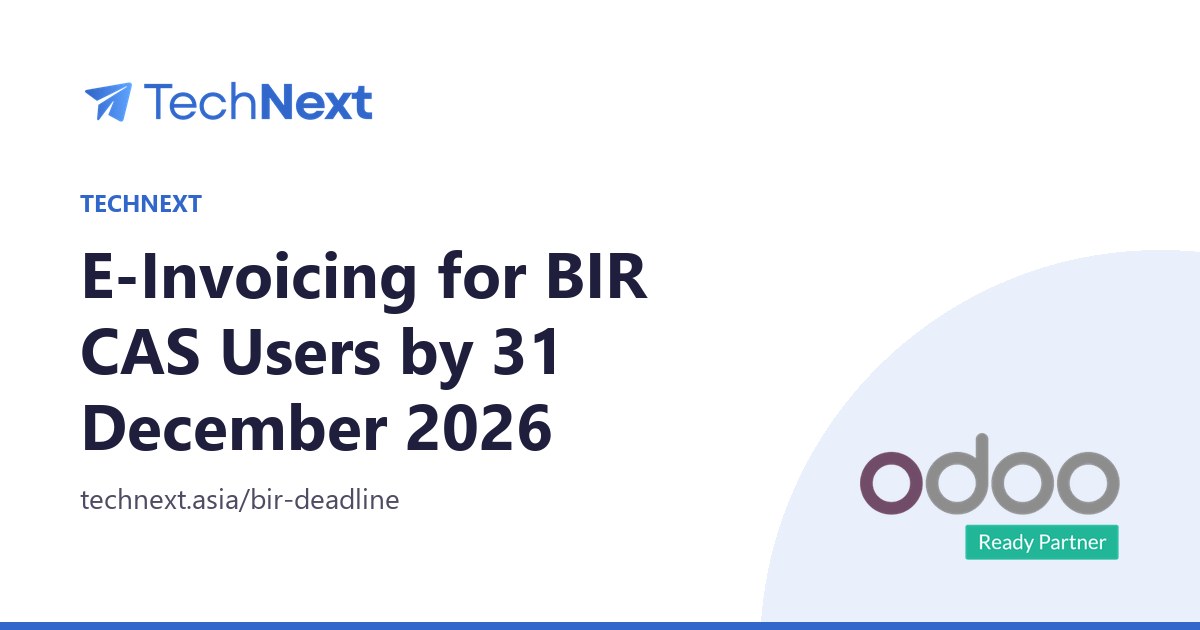 TechNext
TECHNEXT
E-Invoicing for BIR
CAS Users by 31
December 2026
technext.asia/bir-deadline
odoo
Ready Partner